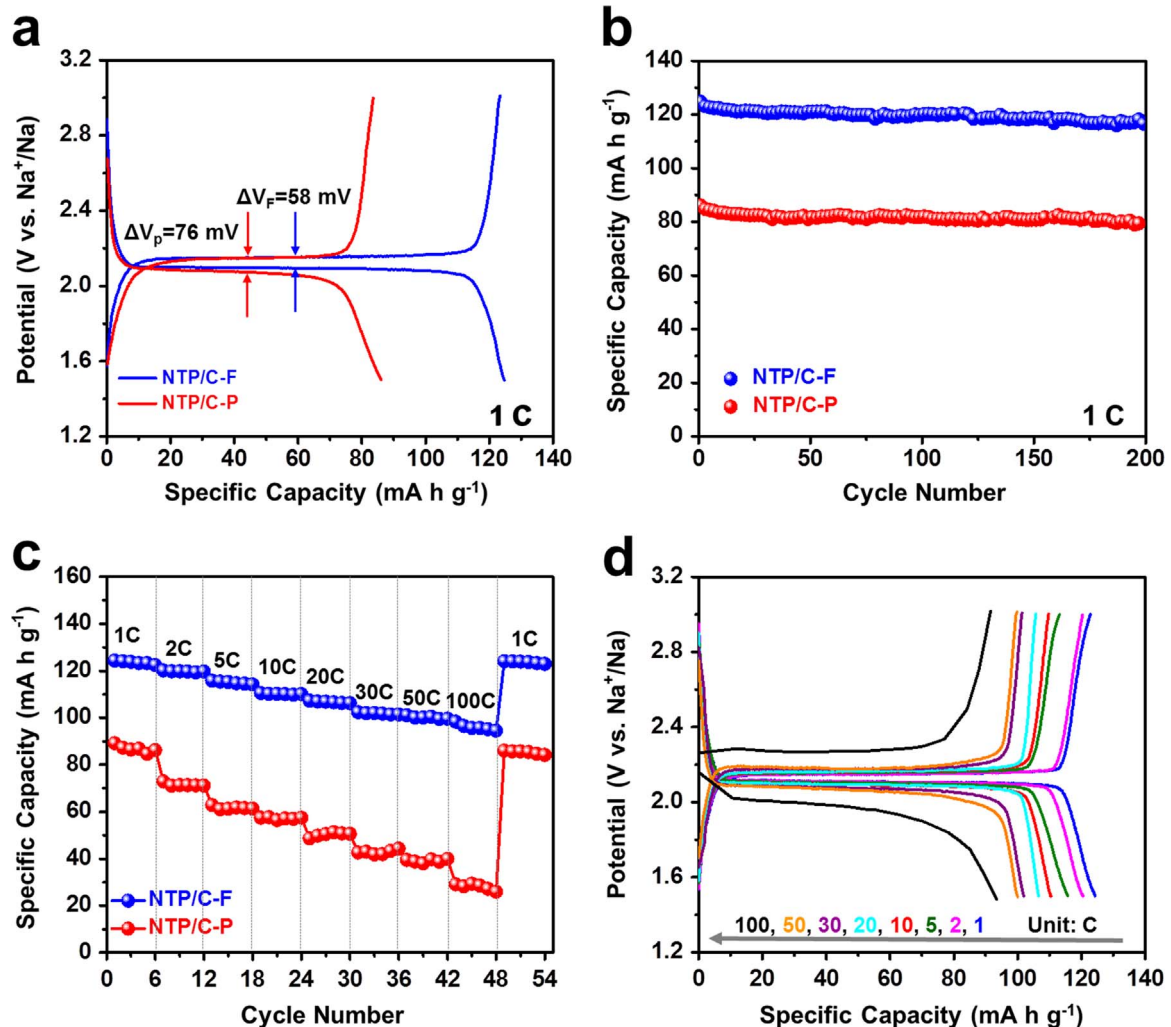 a
3.2
2.8
2.4
2.0
1.6
1.2
Potential (V vs. Na⁺/Na)
ΔV_F=58 mV
ΔV_p=76 mV
NTP/C-F
NTP/C-P
1 C
0 20 40 60 80 100 120 140
Specific Capacity (mA h g⁻¹)
b
140
120
100
80
60
40
20
0
Specific Capacity (mA h g⁻¹)
NTP/C-F
NTP/C-P
1 C
0 50 100 150 200
Cycle Number
c
160
140
120
100
80
60
40
20
0
Specific Capacity (mA h g⁻¹)
1C 2C 5C 10C 20C 30C 50C 100C 1C
NTP/C-F
NTP/C-P
0 6 12 18 24 30 36 42 48 54
Cycle Number
d
3.2
2.8
2.4
2.0
1.6
1.2
Potential (V vs. Na⁺/Na)
100, 50, 30, 20, 10, 5, 2, 1 Unit: C
0 20 40 60 80 100 120 140
Specific Capacity (mA h g⁻¹)